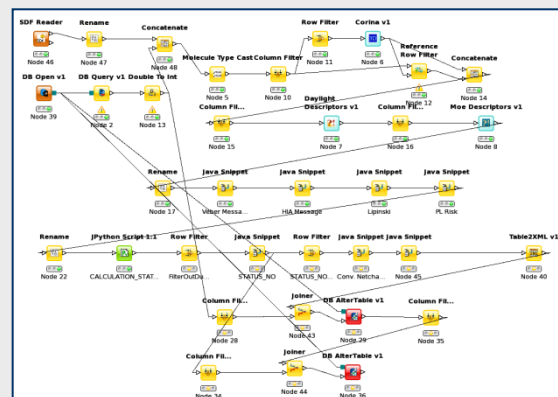 SDF Reader
Rename
Concatenate
Row Filter
Corina v1
Node 46
Node 47
Node 48
Node 11
Node 6
Reference
Row Filter
Concatenate
Molecule Type Cast
Column Filter
Node 5
Node 10
Node 12
Node 14
DB Open v1
DB Query v1
Double To Int
Node 39
Node 2
Node 13
Column Fil...
Daylight
Descriptors v1
Column Fil...
Moe Descriptors v1
Node 15
Node 7
Node 16
Node 8
Rename
Java Snippet
Java Snippet
Java Snippet
Java Snippet
Node 17
Veber Messa...
HIA Message
Lipinski
PL Risk
Rename
JPython Script 1:1
Row Filter
Java Snippet
Row Filter
Java Snippet
Java Snippet
Table2XML v1
Node 22
CALCULATION_STAT...
FilterOutDa...
STATUS_NO
STATUS_NO...
Conv. Netcha...
Node 45
Node 40
Column Fil...
Joiner
DB AlterTable v1
Column Fil...
Node 28
Node 43
Node 29
Node 35
Column Fil...
Joiner
DB AlterTable v1
Node 34
Node 44
Node 36